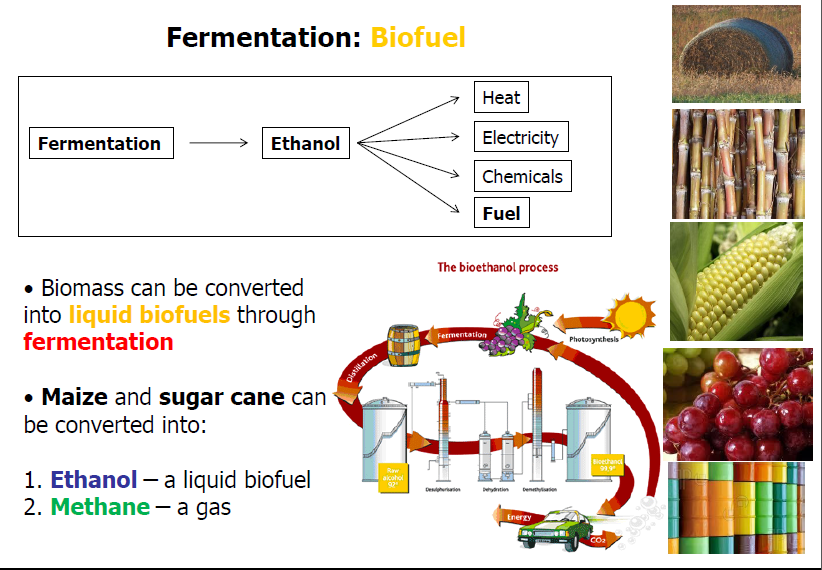 Fermentation: Biofuel
Fermentation
Ethanol
Heat
Electricity
Chemicals
Fuel
• Biomass can be converted
into liquid biofuels through
fermentation
• Maize and sugar cane can
be converted into:
1. Ethanol – a liquid biofuel
2. Methane – a gas
The bioethanol process
Photosynthesis
Fermentation
Distillation
Raw
alcohol
92°
Desulphurisation
Dehydration
Demethylisation
Bioethanol
99,9°
Energy
CO₂